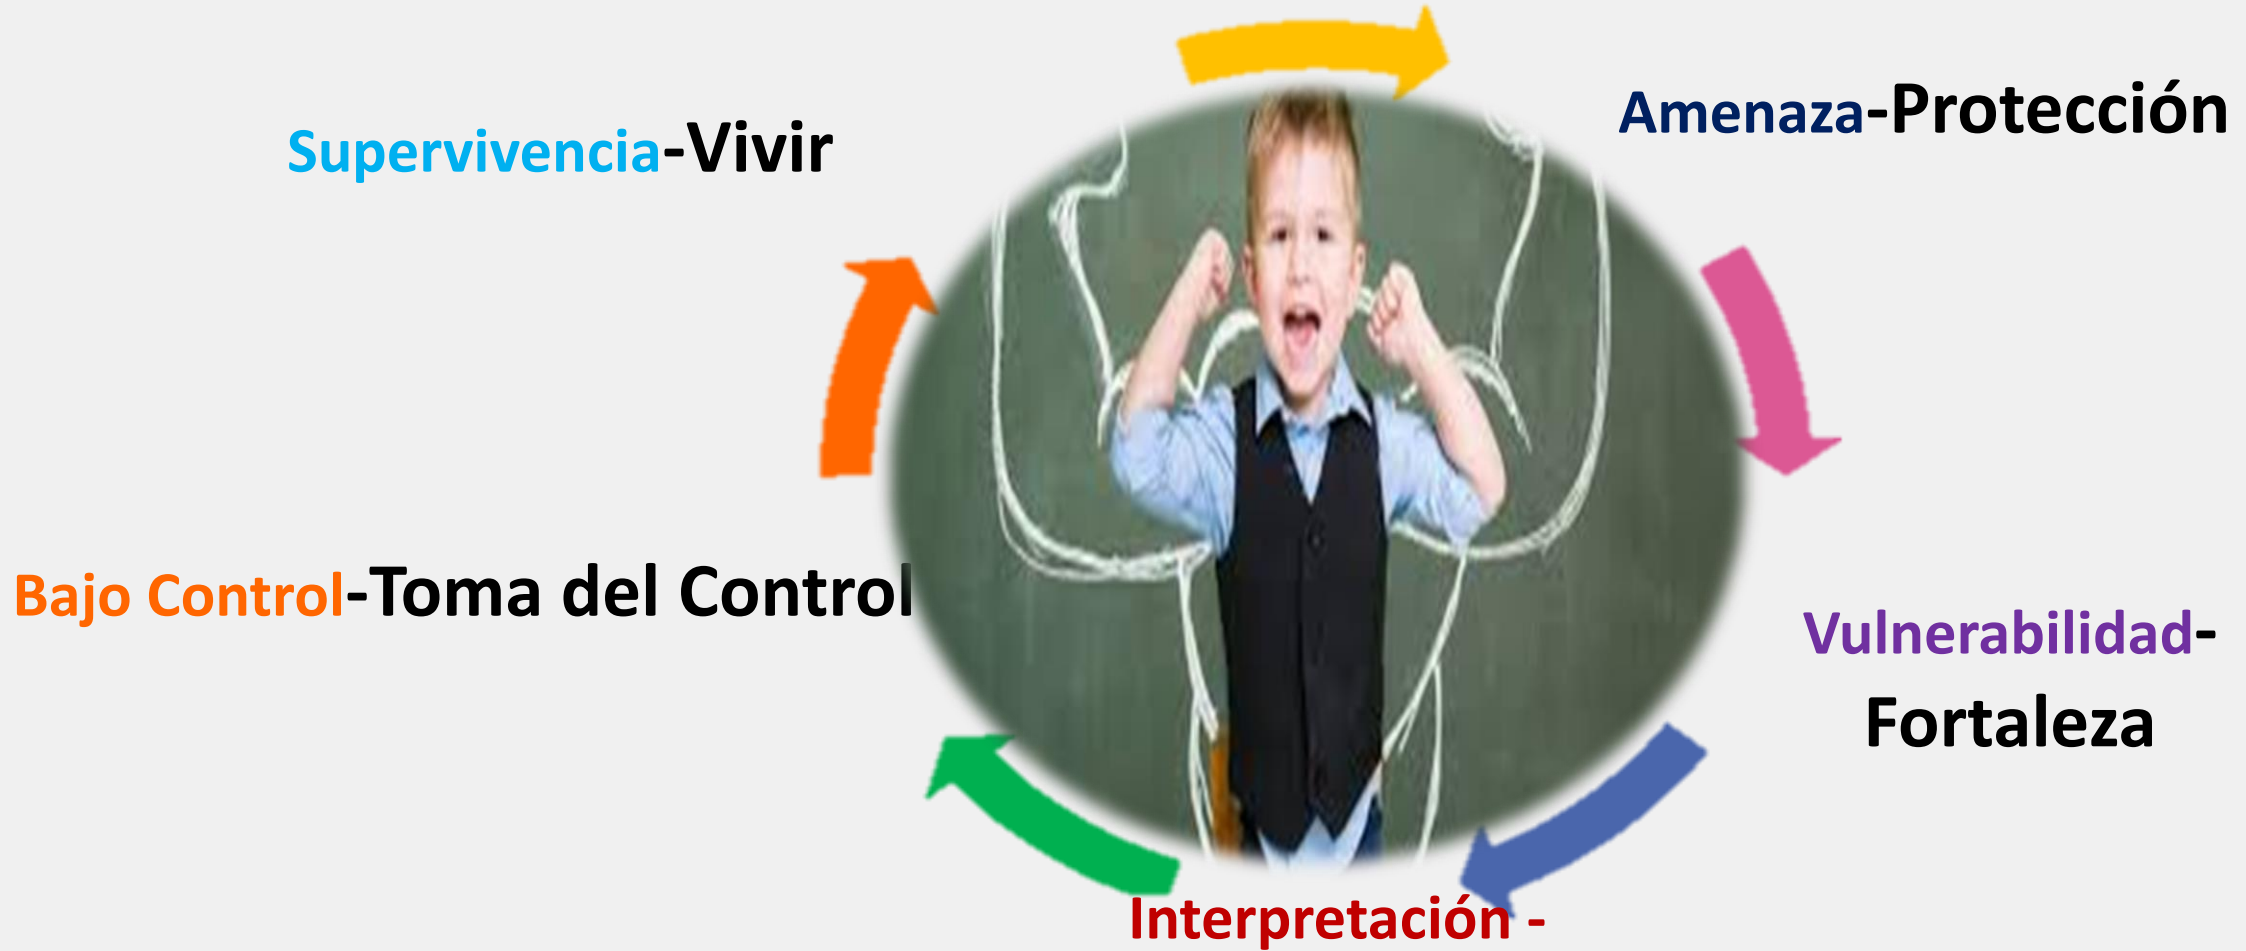 Supervivencia-Vivir
Amenaza-Protección
Bajo Control-Toma del Control
Vulnerabilidad-
Fortaleza
Interpretación -